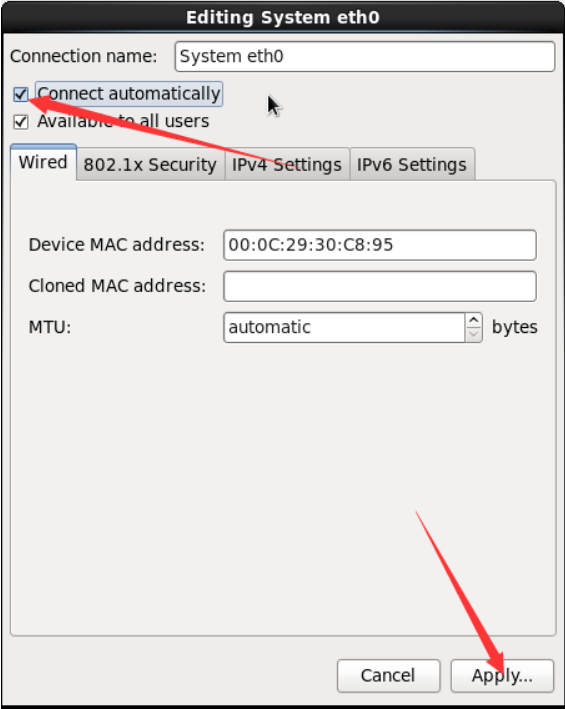 Editing System eth0
Connection name: System eth0
Connect automatically
Available to all users
Wired 802.1x Security IPv4 Settings IPv6 Settings
Device MAC address: 00:0C:29:30:C8:95
Cloned MAC address:
MTU: automatic bytes
Cancel Apply...